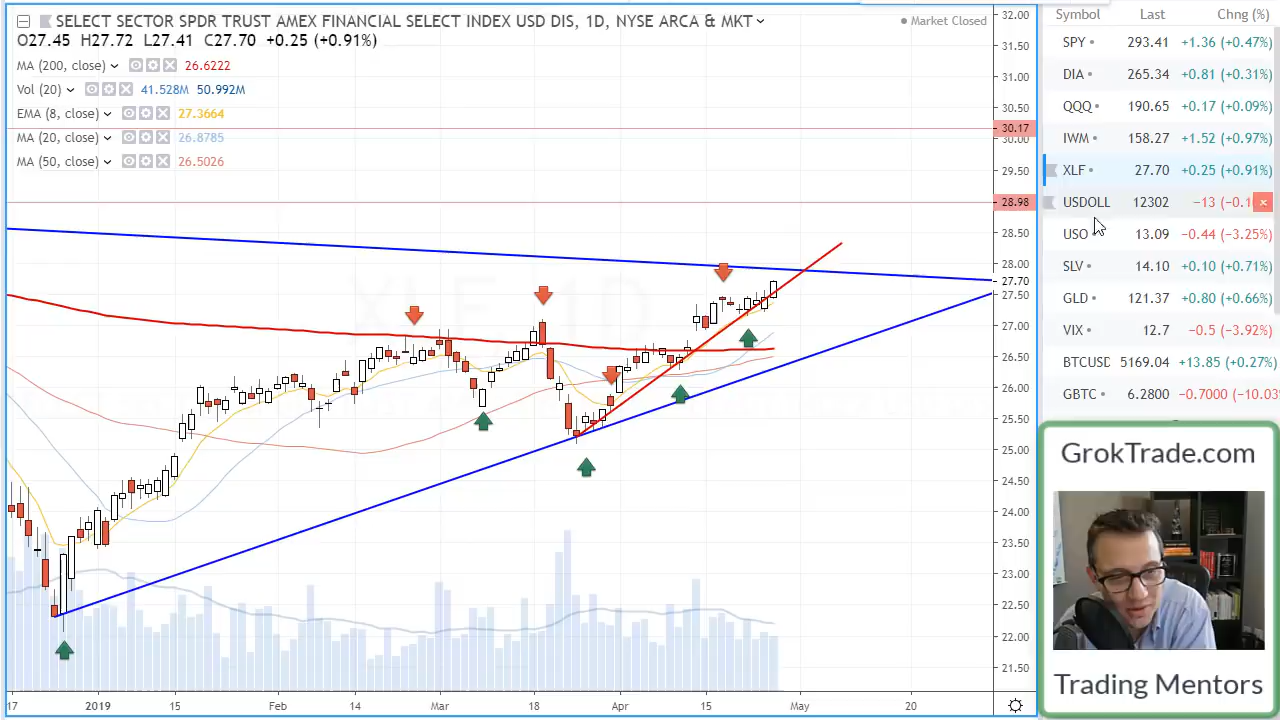 SELECT SECTOR SPDR TRUST AMEX FINANCIAL SELECT INDEX USD DIS, 1D, NYSE ARCA & MKT
Market Closed
O27.45 H27.72 L27.41 C27.70 +0.25 (+0.91%)
MA (200, close) 26.6222
Vol (20) 41.528M 50.992M
EMA (8, close) 27.3664
MA (20, close) 26.8785
MA (50, close) 26.5026
XLF, 1D
32.00
31.50
31.00
30.50
30.17
30.00
29.50
28.98
28.50
28.00
27.70
27.50
27.00
26.50
26.00
25.50
25.00
24.50
24.00
23.50
23.00
22.50
22.00
21.50
17 2019 15 Feb 14 Mar 18 Apr 15 May 20
Symbol Last Chng (%)
SPY 293.41 +1.36 (+0.47%)
DIA 265.34 +0.81 (+0.31%)
QQQ 190.65 +0.17 (+0.09%)
IWM 158.27 +1.52 (+0.97%)
XLF 27.70 +0.25 (+0.91%)
USDOLL 12302 −13 (−0.1
USO 13.09 −0.44 (−3.25%)
SLV 14.10 +0.10 (+0.71%)
GLD 121.37 +0.80 (+0.66%)
VIX 12.7 −0.5 (−3.92%)
BTCUSD 5169.04 +13.85 (+0.27%)
GBTC 6.2800 −0.7000 (−10.03
GrokTrade.com
Trading Mentors